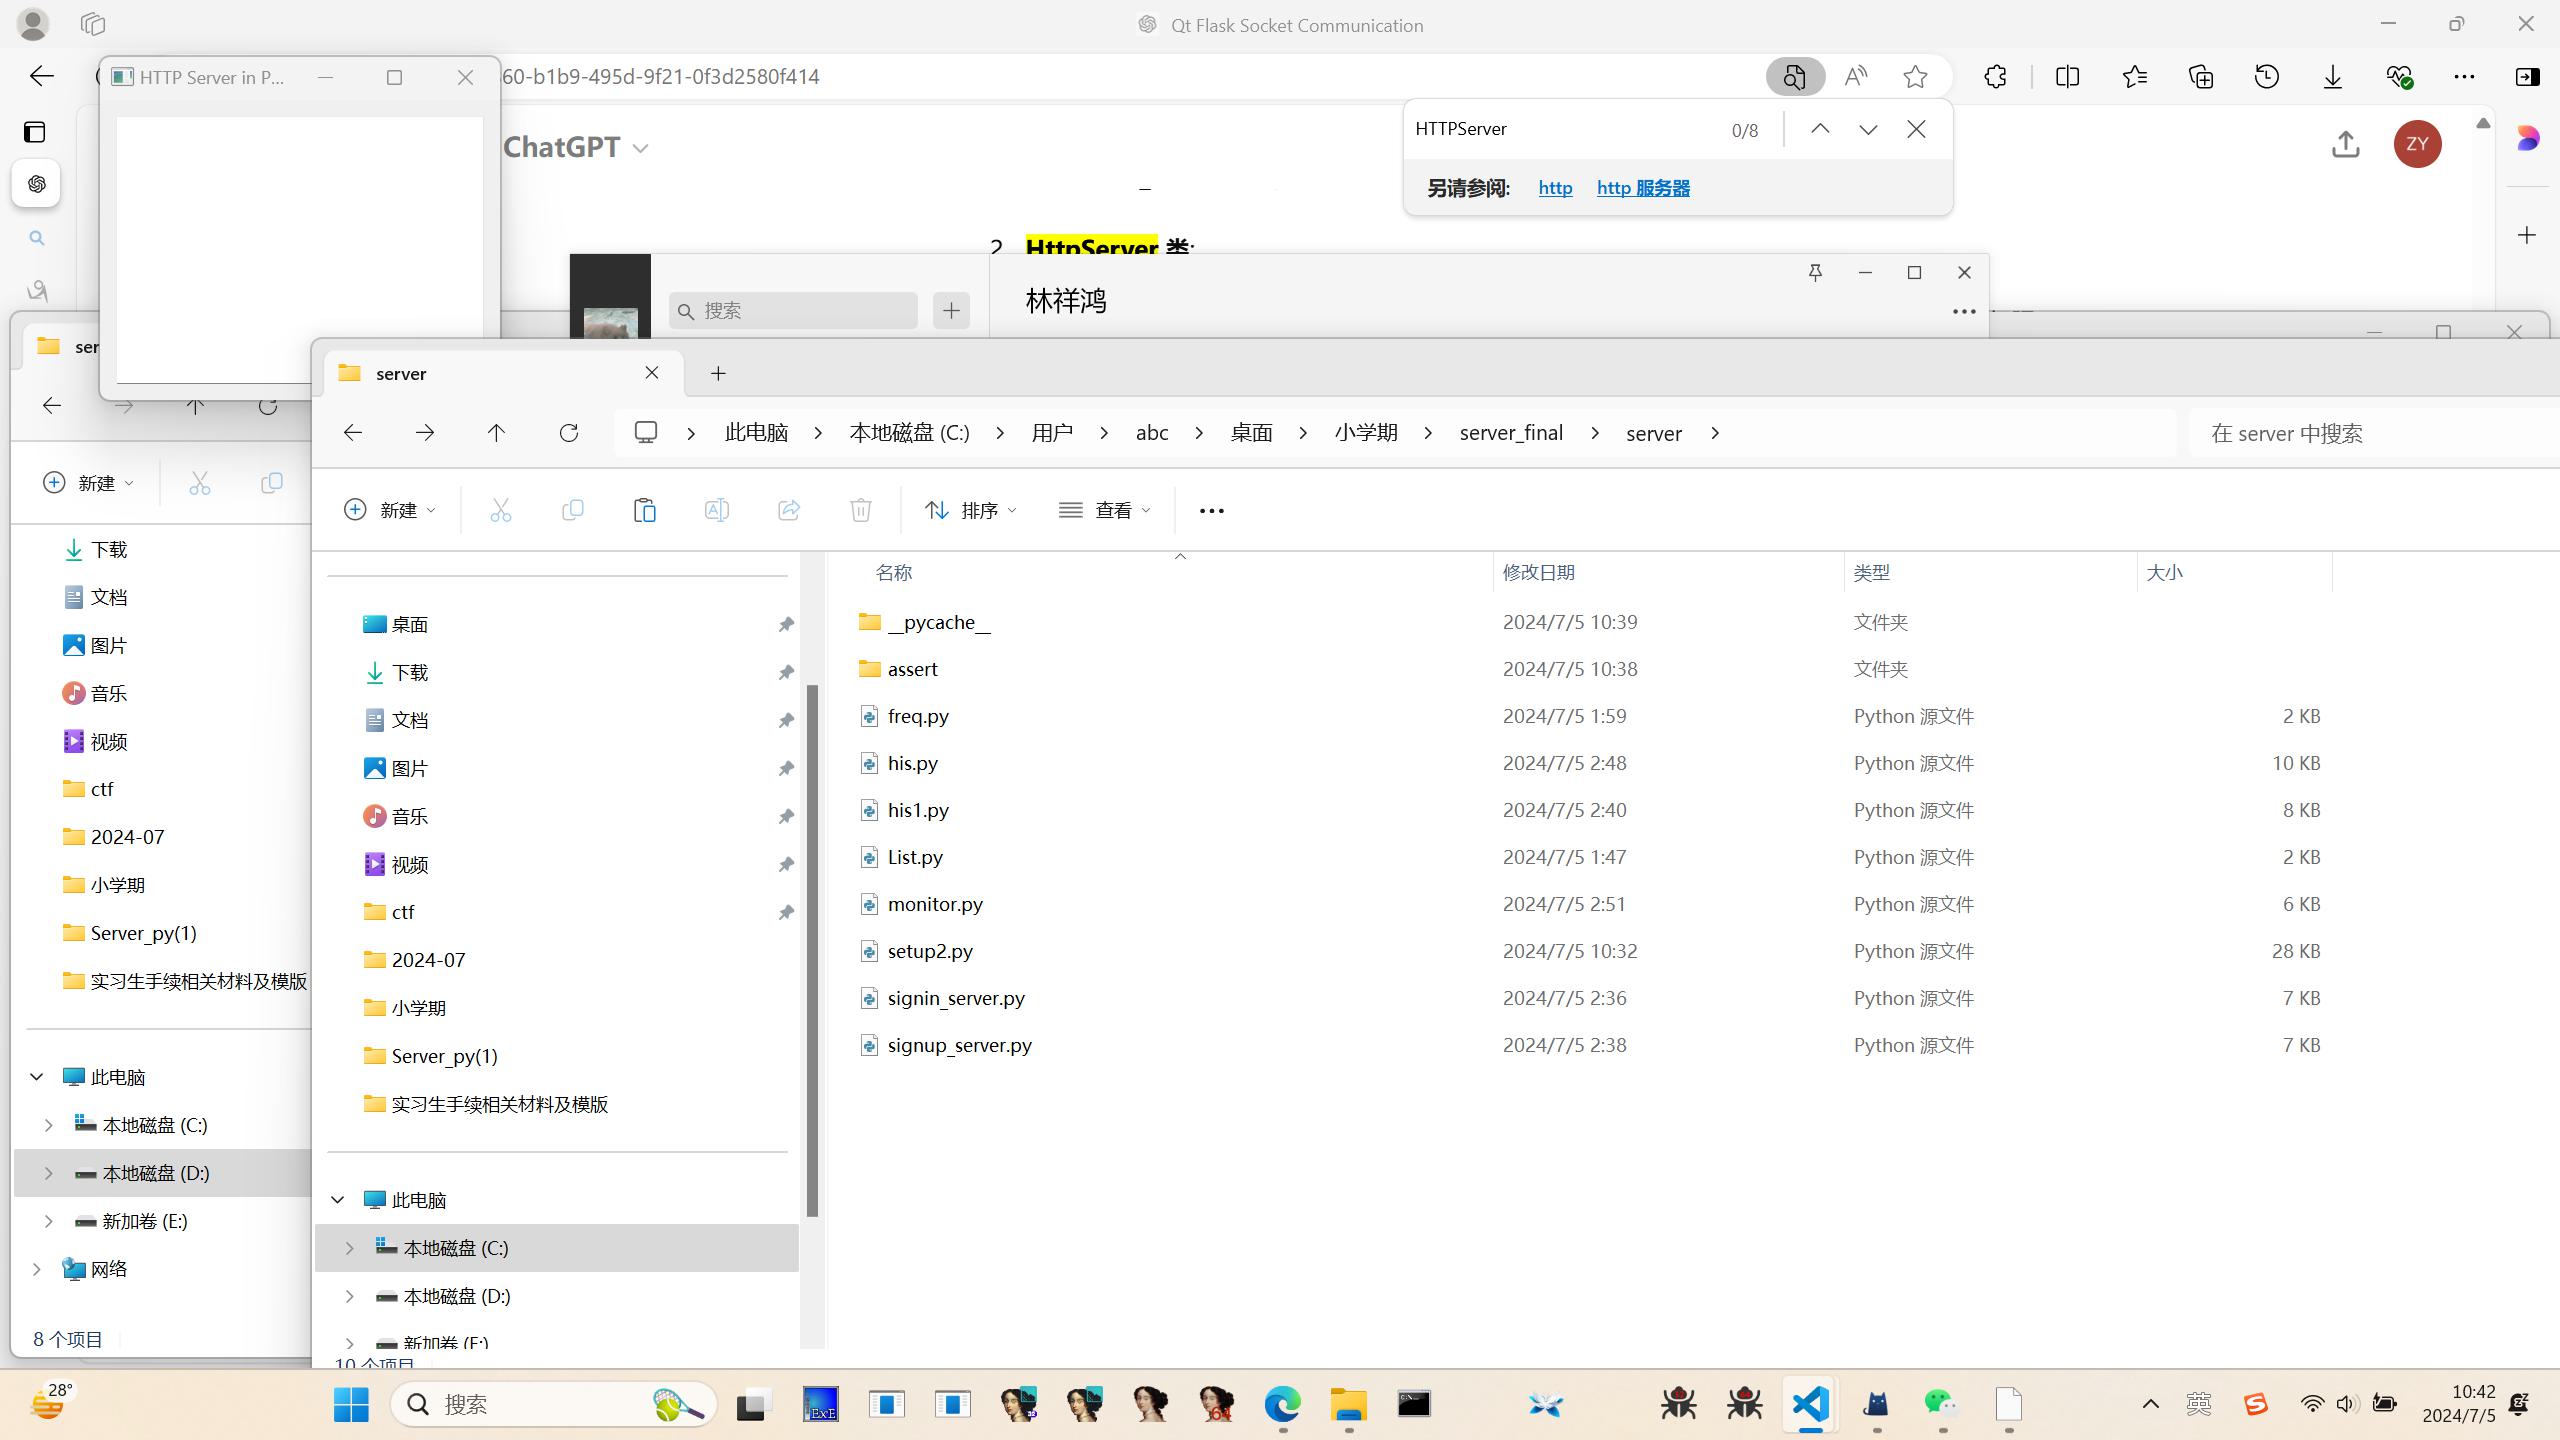 Qt Flask Socket Communication
HTTP Server in P...
60-b1b9-495d-9f21-0f3d2580f414
HTTPServer
0/8
ChatGPT
ZY
另请参阅:
http
http 服务器
2.
HttpServer 类:
搜索
林祥鸿
ser
server
此电脑
本地磁盘 (C:)
用户
abc
桌面
小学期
server_final
server
在 server 中搜索
新建
新建
排序
查看
下载
文档
图片
音乐
视频
ctf
2024-07
小学期
Server_py(1)
实习生手续相关材料及模版
此电脑
本地磁盘 (C:)
本地磁盘 (D:)
新加卷 (E:)
网络
8 个项目
桌面
下载
文档
图片
音乐
视频
ctf
2024-07
小学期
Server_py(1)
实习生手续相关材料及模版
此电脑
本地磁盘 (C:)
本地磁盘 (D:)
新加卷 (E:)
10 个项目
名称 修改日期 类型 大小
__pycache__ 2024/7/5 10:39 文件夹
assert 2024/7/5 10:38 文件夹
freq.py 2024/7/5 1:59 Python 源文件 2 KB
his.py 2024/7/5 2:48 Python 源文件 10 KB
his1.py 2024/7/5 2:40 Python 源文件 8 KB
List.py 2024/7/5 1:47 Python 源文件 2 KB
monitor.py 2024/7/5 2:51 Python 源文件 6 KB
setup2.py 2024/7/5 10:32 Python 源文件 28 KB
signin_server.py 2024/7/5 2:36 Python 源文件 7 KB
signup_server.py 2024/7/5 2:38 Python 源文件 7 KB
28°
搜索
ExE
64
英
10:42
2024/7/5